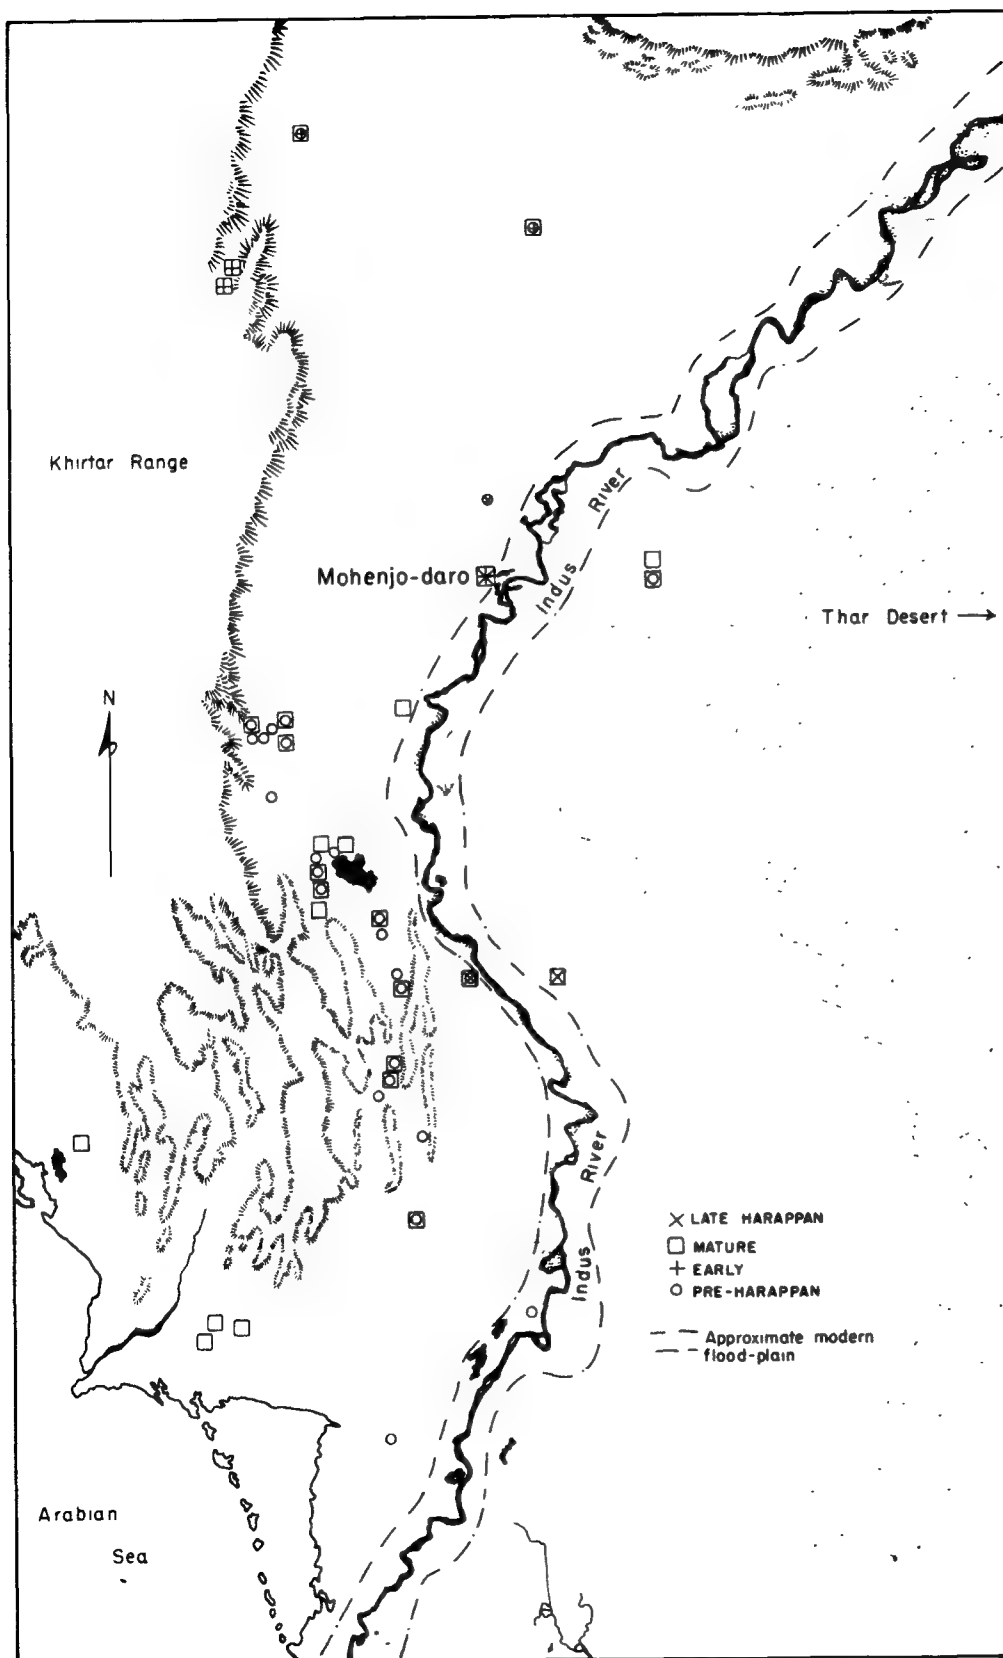 Khirtar Range
Indus River
Mohenjo-daro
Thar Desert
N
Indus River
X LATE HARAPPAN
□ MATURE
+ EARLY
○ PRE-HARAPPAN
Approximate modern
flood-plain
Arabian
Sea